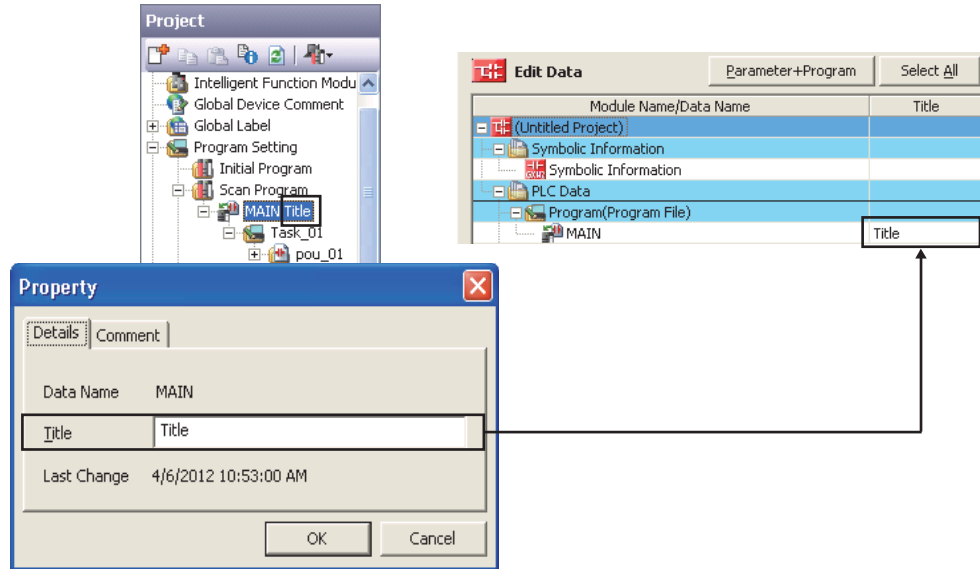 Project
Intelligent Function Modu
Global Device Comment
Global Label
Program Setting
Initial Program
Scan Program
MAIN Title
Task_01
pou_01
Edit Data
Parameter+Program
Select All
Module Name/Data Name
Title
(Untitled Project)
Symbolic Information
Symbolic Information
PLC Data
Program(Program File)
MAIN
Title
Property
Details
Comment
Data Name
MAIN
Title
Title
Last Change
4/6/2012 10:53:00 AM
OK
Cancel